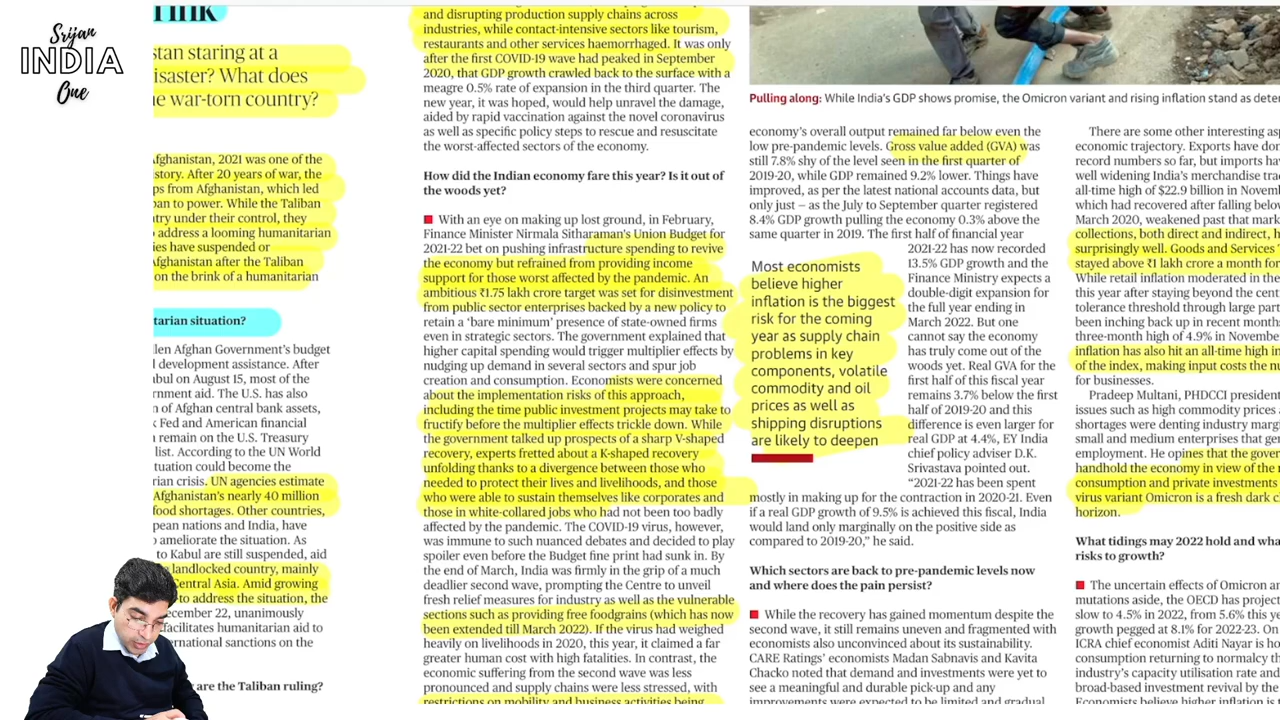 Srijan
INDIA
One
stan staring at a
isaster? What does
e war-torn country?
Afghanistan, 2021 was one of the
story. After 20 years of war, the
ps from Afghanistan, which led
ban to power. While the Taliban
ntry under their control, they
address a looming humanitarian
ies have suspended or
Afghanistan after the Taliban
on the brink of a humanitarian
tarian situation?
llen Afghan Government's budget
l development assistance. After
bul on August 15, most of the
rnment aid. The U.S. has also
n of Afghan central bank assets,
k Fed and American financial
remain on the U.S. Treasury
list. According to the UN World
tuation could become the
rian crisis. UN agencies estimate
Afghanistan's nearly 40 million
food shortages. Other countries,
pean nations and India, have
o ameliorate the situation. As
to Kabul are still suspended, aid
landlocked country, mainly
Central Asia. Amid growing
to address the situation, the
ecember 22, unanimously
facilitates humanitarian aid to
ernational sanctions on the
are the Taliban ruling?
and disrupting production supply chains across
industries, while contact-intensive sectors like tourism,
restaurants and other services haemorrhaged. It was only
after the first COVID-19 wave had peaked in September
2020, that GDP growth crawled back to the surface with a
meagre 0.5% rate of expansion in the third quarter. The
new year, it was hoped, would help unravel the damage,
aided by rapid vaccination against the novel coronavirus
as well as specific policy steps to rescue and resuscitate
the worst-affected sectors of the economy.
How did the Indian economy fare this year? Is it out of
the woods yet?
With an eye on making up lost ground, in February,
Finance Minister Nirmala Sitharaman's Union Budget for
2021-22 bet on pushing infrastructure spending to revive
the economy but refrained from providing income
support for those worst affected by the pandemic. An
ambitious ₹1.75 lakh crore target was set for disinvestment
from public sector enterprises backed by a new policy to
retain a 'bare minimum' presence of state-owned firms
even in strategic sectors. The government explained that
higher capital spending would trigger multiplier effects by
nudging up demand in several sectors and spur job
creation and consumption. Economists were concerned
about the implementation risks of this approach,
including the time public investment projects may take to
fructify before the multiplier effects trickle down. While
the government talked up prospects of a sharp V-shaped
recovery, experts fretted about a K-shaped recovery
unfolding thanks to a divergence between those who
needed to protect their lives and livelihoods, and those
who were able to sustain themselves like corporates and
those in white-collared jobs who had not been too badly
affected by the pandemic. The COVID-19 virus, however,
was immune to such nuanced debates and decided to play
spoiler even before the Budget fine print had sunk in. By
the end of March, India was firmly in the grip of a much
deadlier second wave, prompting the Centre to unveil
fresh relief measures for industry as well as the vulnerable
sections such as providing free foodgrains (which has now
been extended till March 2022). If the virus had weighed
heavily on livelihoods in 2020, this year, it claimed a far
greater human cost with high fatalities. In contrast, the
economic suffering from the second wave was less
pronounced and supply chains were less stressed, with
restrictions on mobility and business activities being
Pulling along: While India's GDP shows promise, the Omicron variant and rising inflation stand as deter
economy's overall output remained far below even the
low pre-pandemic levels. Gross value added (GVA) was
still 7.8% shy of the level seen in the first quarter of
2019-20, while GDP remained 9.2% lower. Things have
improved, as per the latest national accounts data, but
only just – as the July to September quarter registered
8.4% GDP growth pulling the economy 0.3% above the
same quarter in 2019. The first half of financial year
2021-22 has now recorded
13.5% GDP growth and the
Finance Ministry expects a
double-digit expansion for
the full year ending in
March 2022. But one
cannot say the economy
has truly come out of the
woods yet. Real GVA for the
first half of this fiscal year
remains 3.7% below the first
half of 2019-20 and this
difference is even larger for
real GDP at 4.4%, EY India
chief policy adviser D.K.
Srivastava pointed out.
"2021-22 has been spent
mostly in making up for the contraction in 2020-21. Even
if a real GDP growth of 9.5% is achieved this fiscal, India
would land only marginally on the positive side as
compared to 2019-20," he said.
Most economists
believe higher
inflation is the biggest
risk for the coming
year as supply chain
problems in key
components, volatile
commodity and oil
prices as well as
shipping disruptions
are likely to deepen
Which sectors are back to pre-pandemic levels now
and where does the pain persist?
While the recovery has gained momentum despite the
second wave, it still remains uneven and fragmented with
economists also unconvinced about its sustainability.
CARE Ratings' economists Madan Sabnavis and Kavita
Chacko noted that demand and investments were yet to
see a meaningful and durable pick-up and any
improvements were expected to be limited and gradual
There are some other interesting as
economic trajectory. Exports have don
record numbers so far, but imports ha
well widening India's merchandise tra
all-time high of $22.9 billion in Novem
which had recovered after falling belo
March 2020, weakened past that mark
collections, both direct and indirect, h
surprisingly well. Goods and Services
stayed above ₹1 lakh crore a month for
While retail inflation moderated in the
this year after staying beyond the cent
tolerance threshold through large part
been inching back up in recent months
three-month high of 4.9% in Novembe
inflation has also hit an all-time high in
of the index, making input costs the nu
for businesses.
Pradeep Multani, PHDCCI president
issues such as high commodity prices a
shortages were denting industry margi
small and medium enterprises that gen
employment. He opines that the gover
handhold the economy in view of the r
consumption and private investments
virus variant Omicron is a fresh dark c
horizon.
What tidings may 2022 hold and wha
risks to growth?
The uncertain effects of Omicron an
mutations aside, the OECD has project
slow to 4.5% in 2022, from 5.6% this ye
growth pegged at 8.1% for 2022-23. On
ICRA chief economist Aditi Nayar is ho
consumption returning to normalcy th
industry's capacity utilisation rate and
broad-based investment revival by the
Economists believe higher inflation is